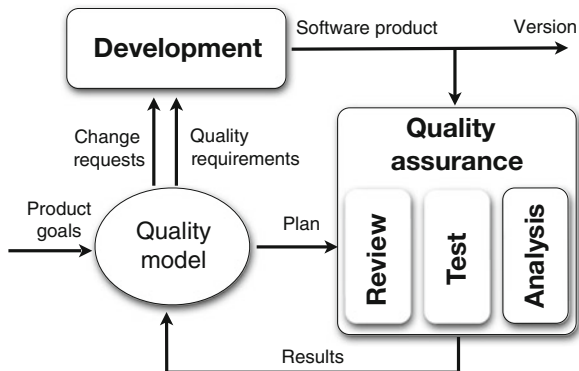 Development
Software product
Version
Change
requests
Quality
requirements
Quality
assurance
Product
goals
Quality
model
Plan
Review
Test
Analysis
Results